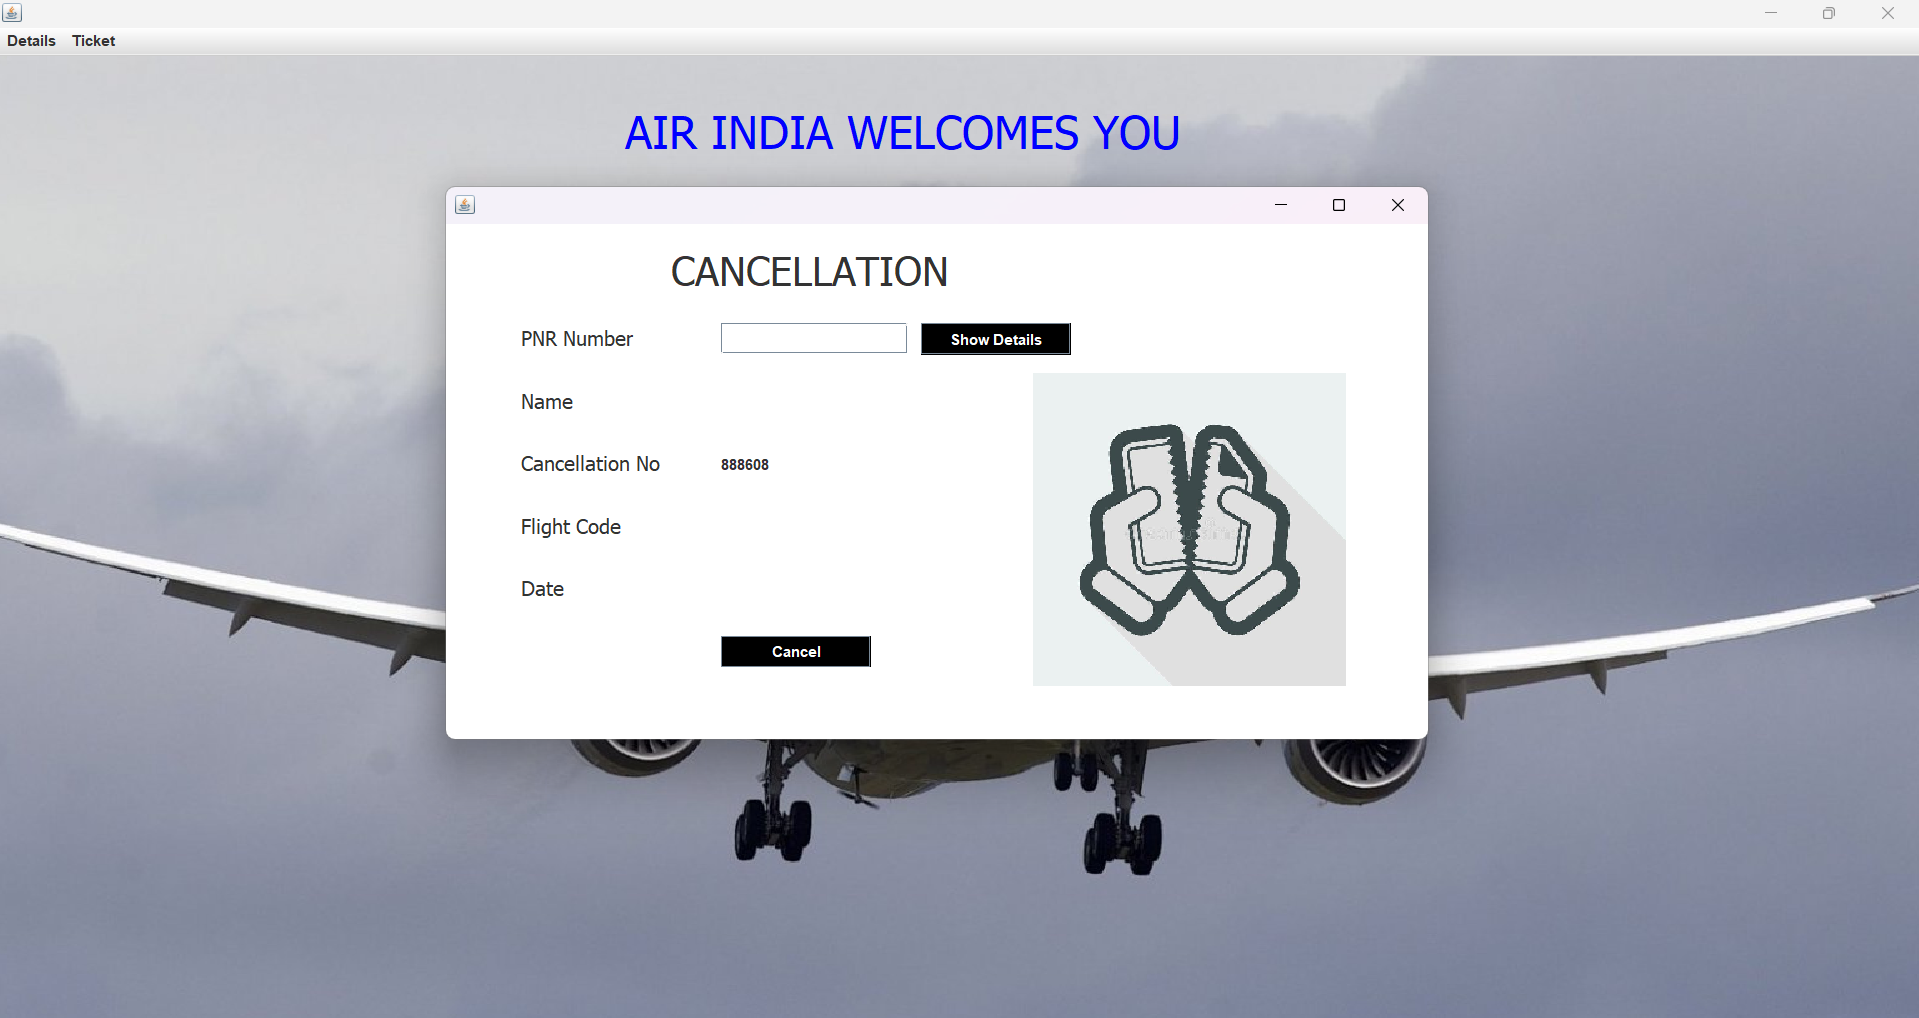 Details Ticket
AIR INDIA WELCOMES YOU
CANCELLATION
PNR Number Show Details
Name
Cancellation No 888608
Flight Code
Date
Cancel